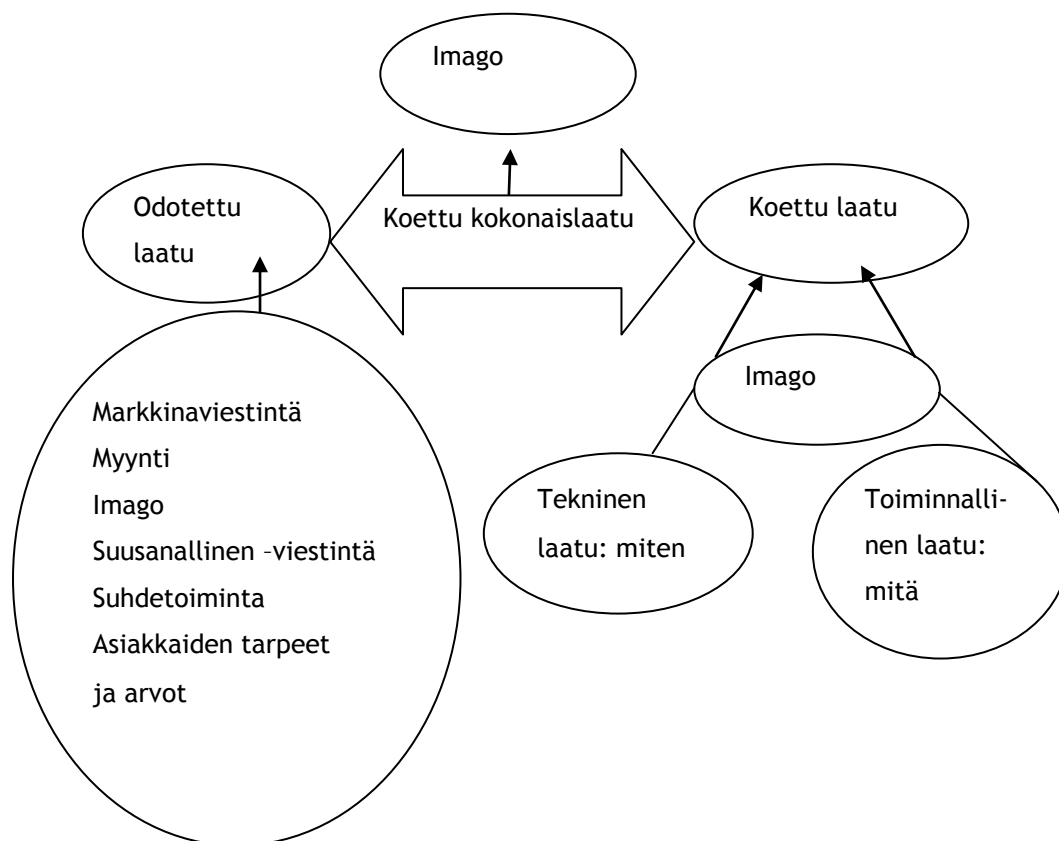 Imago
Odotettu
laatu
Koettu kokonaislaatu
Koettu laatu
Imago
Markkinaviestintä
Myynti
Imago
Suusanallinen -viestintä
Suhdetoiminta
Asiakkaiden tarpeet
ja arvot
Tekninen
laatu: miten
Toiminnalli-
nen laatu:
mitä